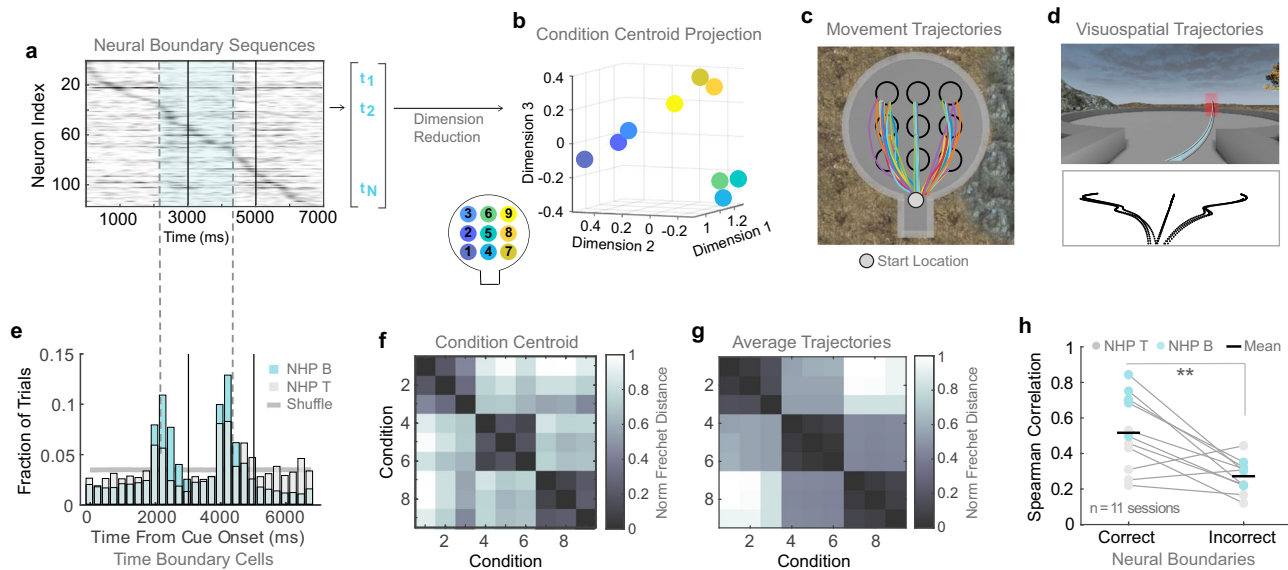 a
Neural Boundary Sequences
Neuron Index
20
60
100
1000 3000 5000 7000
Time (ms)
t1
t2
tN
Dimension
Reduction
b
Condition Centroid Projection
Dimension 3
0.4
0.2
0
-0.2
-0.4
0.4 0.2 0 -0.2
Dimension 2
1 1.2
Dimension 1
3 6 9
2 5 8
1 4 7
c
Movement Trajectories
Start Location
d
Visuospatial Trajectories
e
Fraction of Trials
0.15
0.1
0.05
0
NHP B
NHP T
Shuffle
0 2000 4000 6000
Time From Cue Onset (ms)
Time Boundary Cells
f
Condition Centroid
Condition
2
4
6
8
2 4 6 8
Condition
1
0.8
0.6
0.4
0.2
0
Norm Frechet Distance
g
Average Trajectories
2
4
6
8
2 4 6 8
Condition
1
0.8
0.6
0.4
0.2
0
Norm Frechet Distance
h
NHP T NHP B Mean
**
Spearman Correlation
1
0.8
0.6
0.4
0.2
0
n = 11 sessions
Correct Incorrect
Neural Boundaries